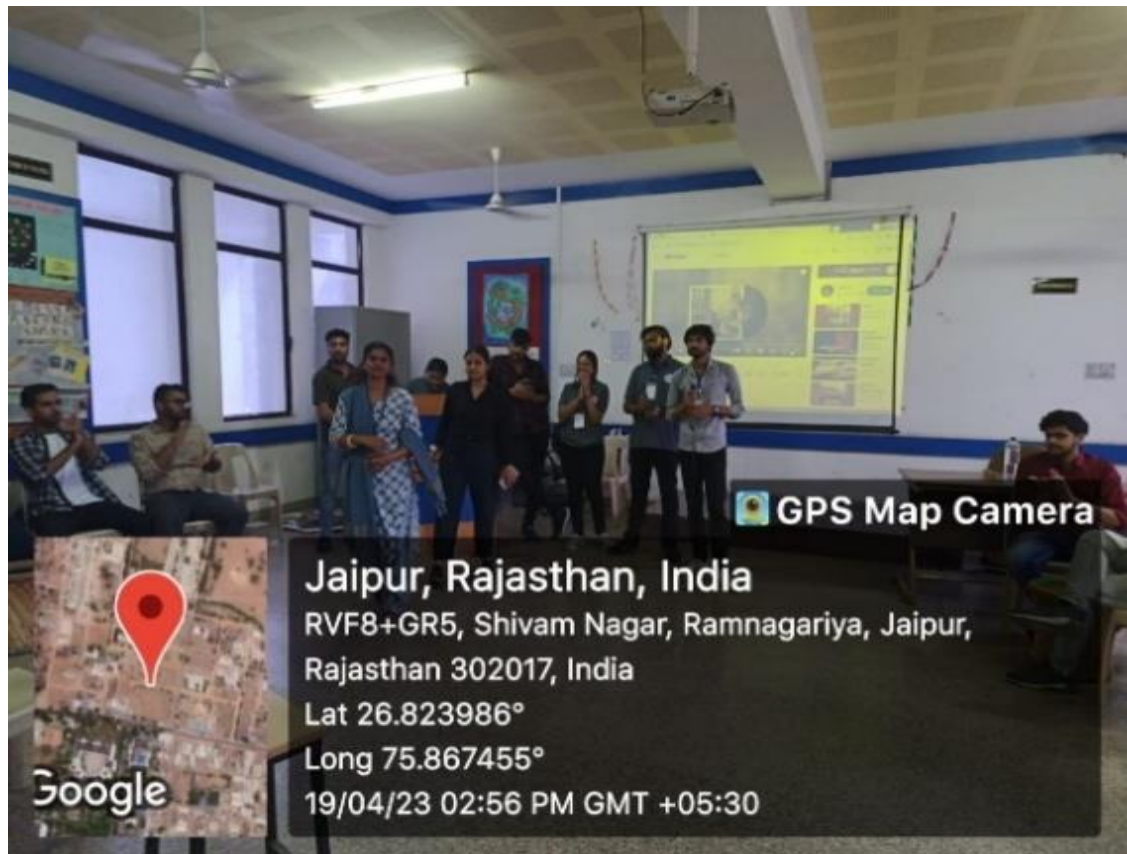 GPS Map Camera
Jaipur, Rajasthan, India
RVF8+GR5, Shivam Nagar, Ramnagariya, Jaipur,
Rajasthan 302017, India
Lat 26.823986°
Long 75.867455°
19/04/23 02:56 PM GMT +05:30
Google